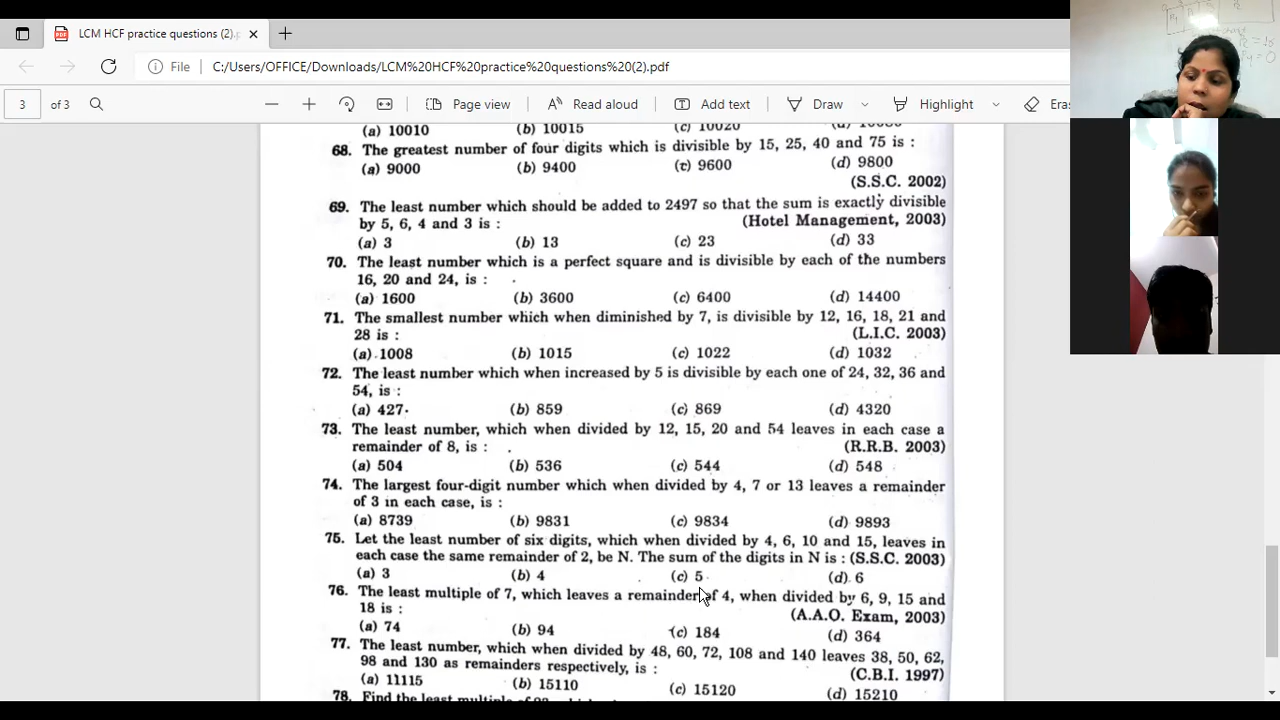 LCM HCF practice questions (2).p
File C:/Users/OFFICE/Downloads/LCM%20HCF%20practice%20questions%20(2).pdf
3 of 3 Page view Read aloud Add text Draw Highlight Eras
(a) 10010 (b) 10015 (c) 10020
68. The greatest number of four digits which is divisible by 15, 25, 40 and 75 is :
(a) 9000 (b) 9400 (c) 9600 (d) 9800
(S.S.C. 2002)
69. The least number which should be added to 2497 so that the sum is exactly divisible
by 5, 6, 4 and 3 is : (Hotel Management, 2003)
(a) 3 (b) 13 (c) 23 (d) 33
70. The least number which is a perfect square and is divisible by each of the numbers
16, 20 and 24, is :
(a) 1600 (b) 3600 (c) 6400 (d) 14400
71. The smallest number which when diminished by 7, is divisible by 12, 16, 18, 21 and
28 is : (L.I.C. 2003)
(a) 1008 (b) 1015 (c) 1022 (d) 1032
72. The least number which when increased by 5 is divisible by each one of 24, 32, 36 and
54, is :
(a) 427 (b) 859 (c) 869 (d) 4320
73. The least number, which when divided by 12, 15, 20 and 54 leaves in each case a
remainder of 8, is : (R.R.B. 2003)
(a) 504 (b) 536 (c) 544 (d) 548
74. The largest four-digit number which when divided by 4, 7 or 13 leaves a remainder
of 3 in each case, is :
(a) 8739 (b) 9831 (c) 9834 (d) 9893
75. Let the least number of six digits, which when divided by 4, 6, 10 and 15, leaves in
each case the same remainder of 2, be N. The sum of the digits in N is : (S.S.C. 2003)
(a) 3 (b) 4 (c) 5 (d) 6
76. The least multiple of 7, which leaves a remainder of 4, when divided by 6, 9, 15 and
18 is : (A.A.O. Exam, 2003)
(a) 74 (b) 94 (c) 184 (d) 364
77. The least number, which when divided by 48, 60, 72, 108 and 140 leaves 38, 50, 62,
98 and 130 as remainders respectively, is : (C.B.I. 1997)
(a) 11115 (b) 15110 (c) 15120 (d) 15210
78. Find the least multiple of